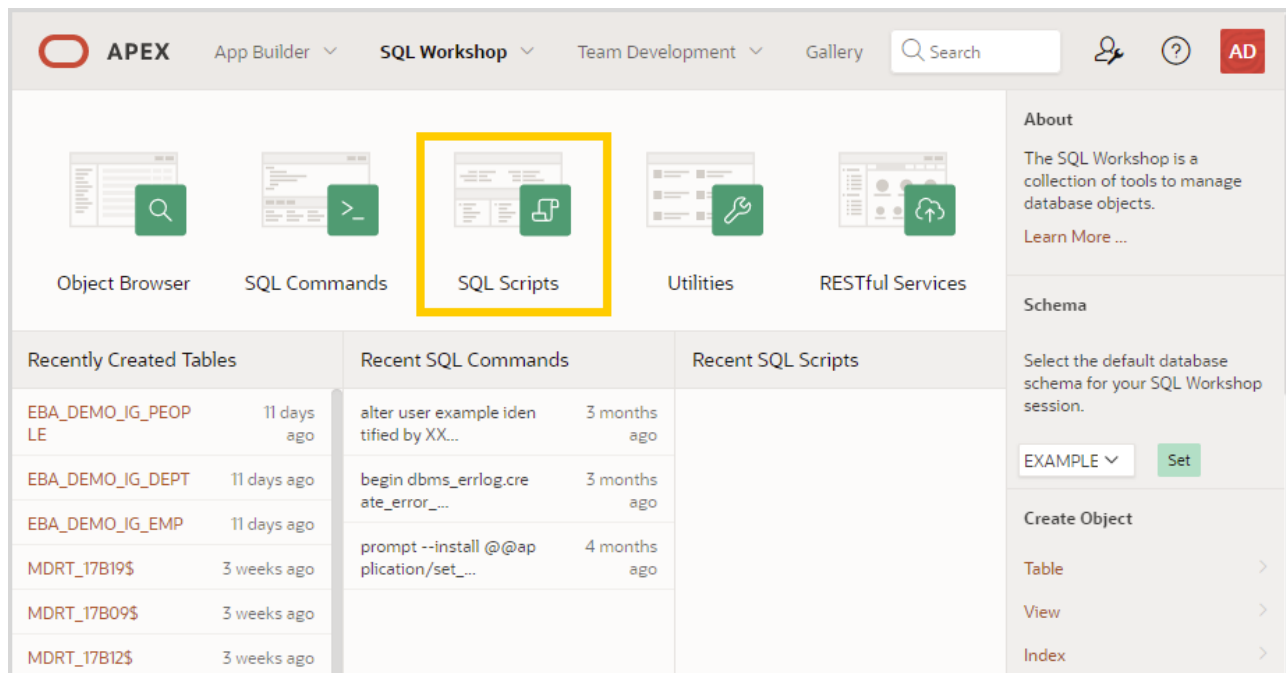 APEX App Builder SQL Workshop Team Development Gallery Search AD
Object Browser SQL Commands SQL Scripts Utilities RESTful Services
Recently Created Tables
EBA_DEMO_IG_PEOP 11 days
LE ago
EBA_DEMO_IG_DEPT 11 days ago
EBA_DEMO_IG_EMP 11 days ago
MDRT_17B19$ 3 weeks ago
MDRT_17B09$ 3 weeks ago
MDRT_17B12$ 3 weeks ago
Recent SQL Commands
alter user example iden 3 months
tified by XX... ago
begin dbms_errlog.cre 3 months
ate_error_... ago
prompt --install @@ap 4 months
plication/set_... ago
Recent SQL Scripts
About
The SQL Workshop is a
collection of tools to manage
database objects.
Learn More ...
Schema
Select the default database
schema for your SQL Workshop
session.
EXAMPLE Set
Create Object
Table
View
Index